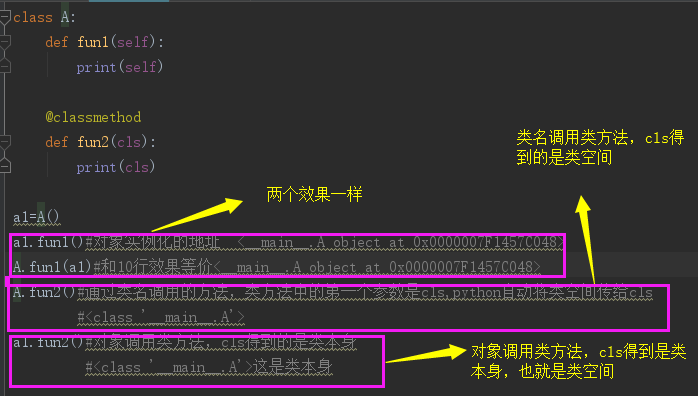 class A:
def fun1(self):
print(self)
@classmethod
def fun2(cls):
print(cls)
类名调用类方法，cls得
到的是类空间
两个效果一样
a1=A()
a1.fun1()#对象实例化的地址 <__main__.A object at 0x0000007F1457C048>
A.fun1(a1)#和10行效果等价<__main__.A object at 0x0000007F1457C048>
A.fun2()#通过类名调用的方法，类方法中的第一个参数是cls,python自动将类空间传给cls
#<class '__main__.A'>
a1.fun2()#对象调用类方法，cls得到的是类本身
#<class '__main__.A'>这是类本身
对象调用类方法，cls得到是类
本身，也就是类空间